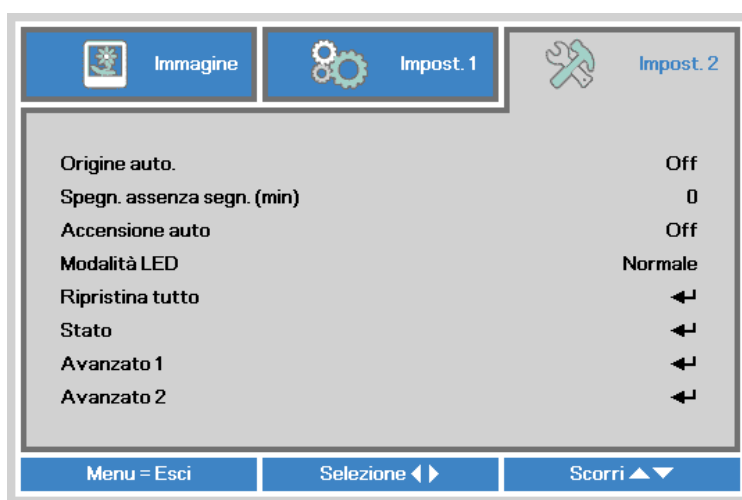 Immagine
Impost. 1
Impost. 2
Origine auto. Off
Spegn. assenza segn. (min) 0
Accensione auto Off
Modalità LED Normale
Ripristina tutto
Stato
Avanzato 1
Avanzato 2
Menu = Esci
Selezione
Scorri